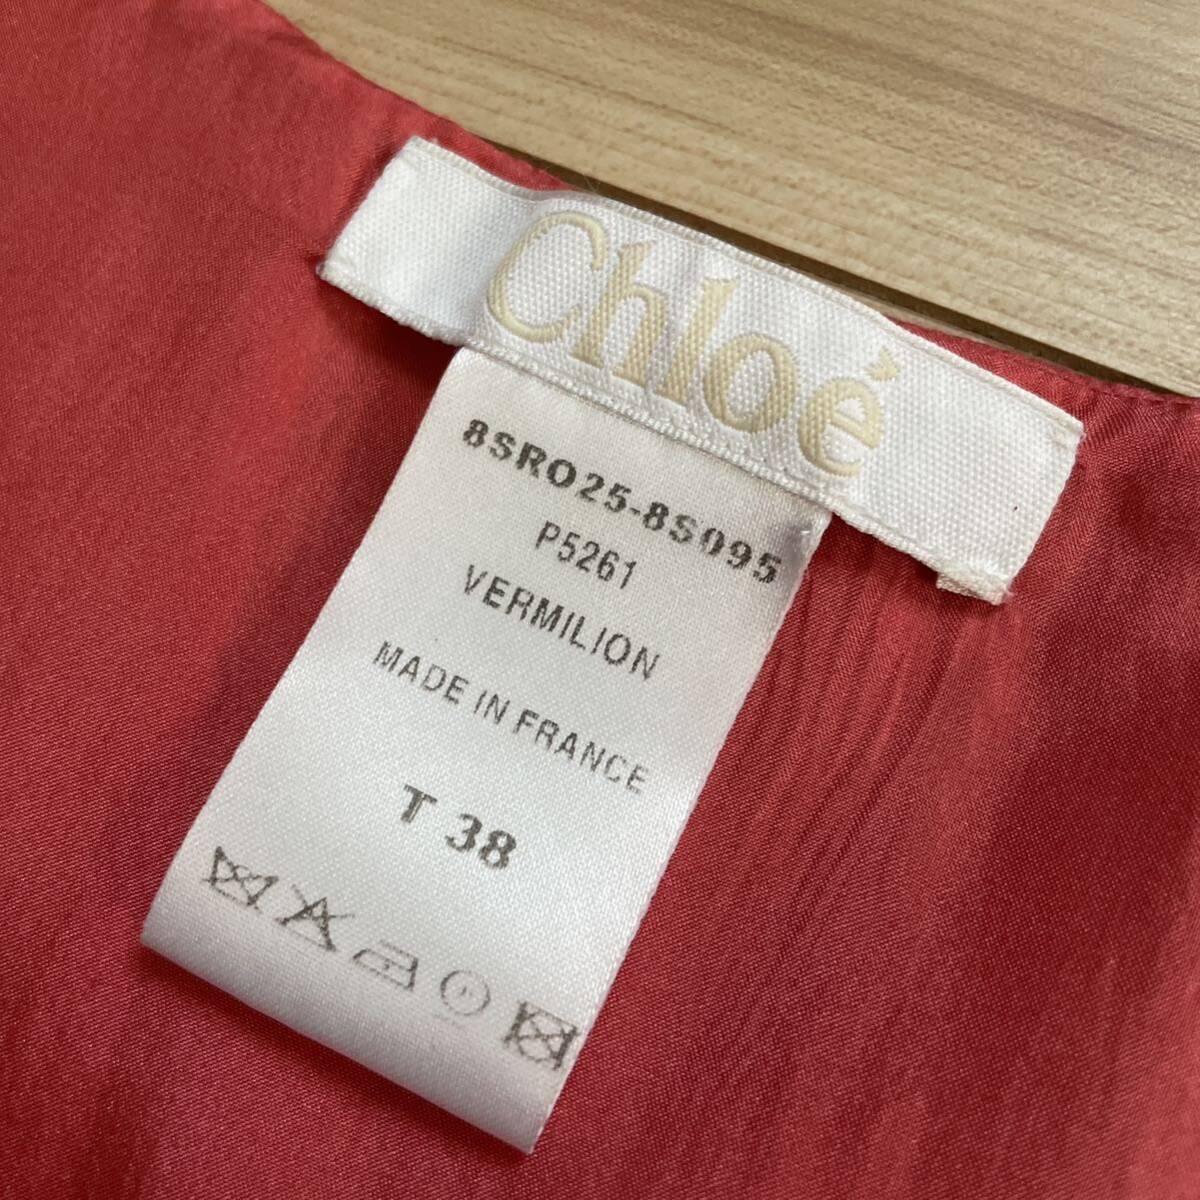 Chloé
8SRO25-8S095
P5261
VERMILION
MADE IN FRANCE
T 38